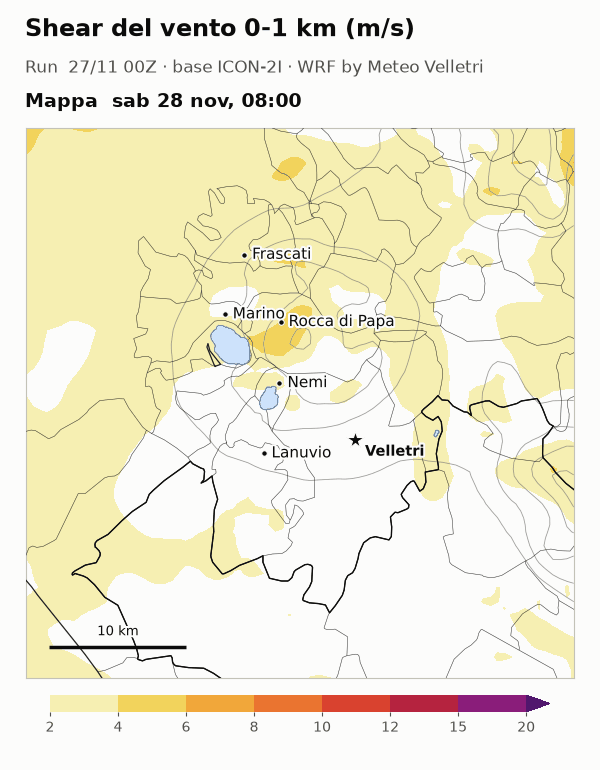 Shear del vento 0-1 km (m/s)
Run  27/11 00Z · base ICON-2I · WRF by Meteo Velletri
Mappa  sab 28 nov, 08:00
Frascati
Marino
Rocca di Papa
Nemi
Velletri
Lanuvio
10 km
2 4 6 8 10 12 15 20